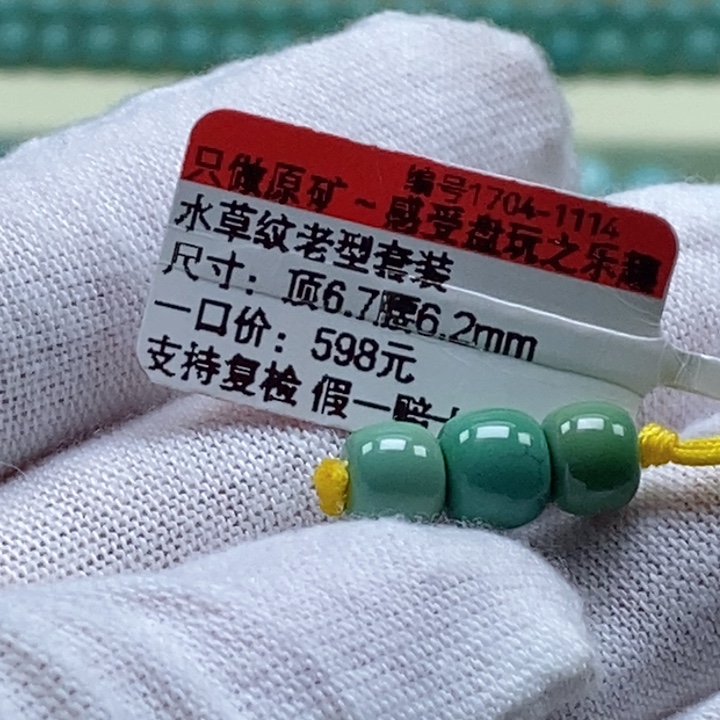 编号1704-1114
只做原矿~感受盘玩之乐趣
水草纹老型套装
尺寸：顶6.7腰6.2mm
一口价：598元
支持复检 假一赔